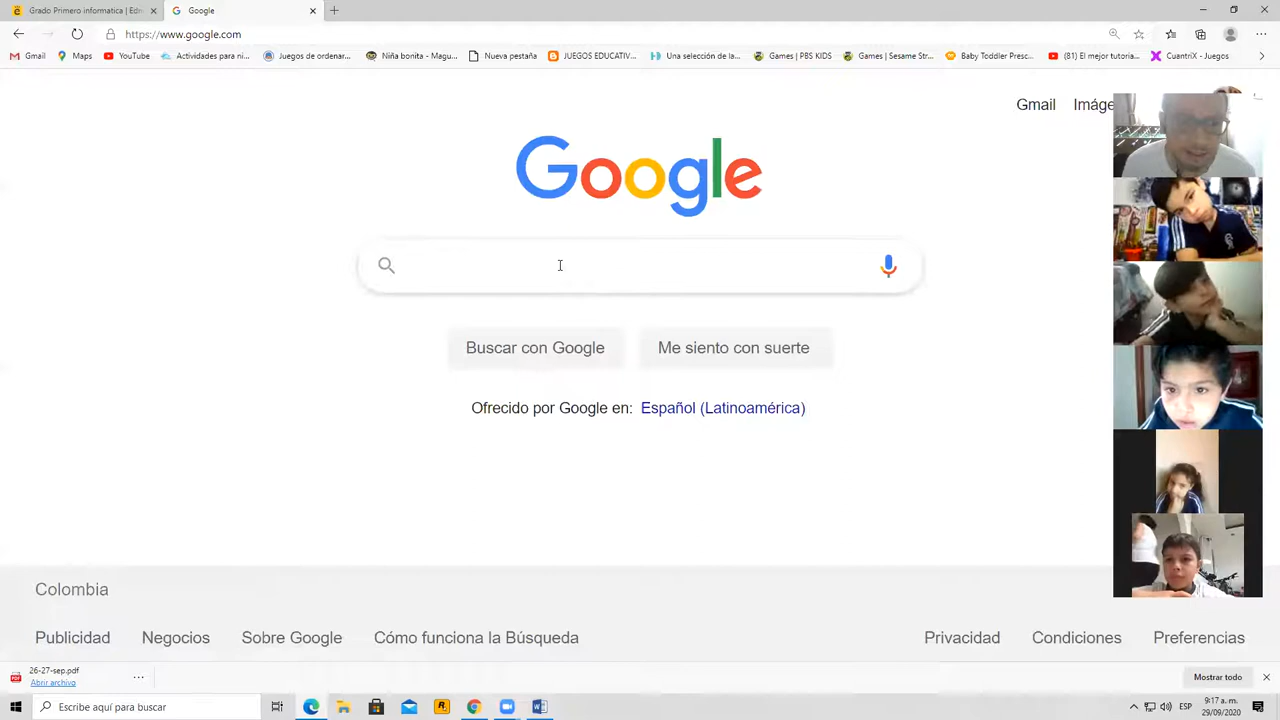 Grado Primero informatica | Edm
Google
https://www.google.com
Gmail
Maps
YouTube
Actividades para ni...
Juegos de ordenar...
Niña bonita - Magu...
Nueva pestaña
JUEGOS EDUCATIV...
Una selección de la...
Games | PBS KIDS
Games | Sesame Str...
Baby Toddler Presc...
(81) El mejor tutoria...
CuantriX - Juegos
Gmail
Imáge
Google
Buscar con Google
Me siento con suerte
Ofrecido por Google en: Español (Latinoamérica)
Colombia
Publicidad
Negocios
Sobre Google
Cómo funciona la Búsqueda
Privacidad
Condiciones
Preferencias
26-27-sep.pdf
Abrir archivo
Mostrar todo
Escribe aquí para buscar
ESP
9:17 a. m.
29/09/2020